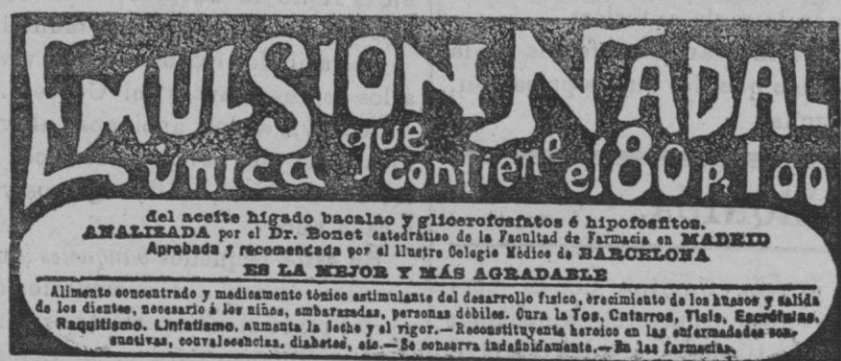 EMULSION NADAL
única que contiene el 80 p. 100
del aceite hígado bacalao y glicerofosfatos é hipofosfitos.
ANALIZADA por el Dr. Bonet catedrático de la Facultad de Farmacia en MADRID
Aprobada y recomendada por el Ilustre Colegio Médico de BARCELONA
ES LA MEJOR Y MÁS AGRADABLE
Alimento concentrado y medicamento tónico estimulante del desarrollo físico, crecimiento de los huesos y salida
de los dientes, necesario á los niños, embarazadas, personas débiles. Cura la Tos, Catarros, Tisis, Escrófulas,
Raquitismo, Linfatismo, aumenta la leche y el vigor.—Reconstituyente heroico en las enfermedades con-
suntivas, convalecencias, diabetes, etc.—Se conserva indefinidamente.—En las farmacias.